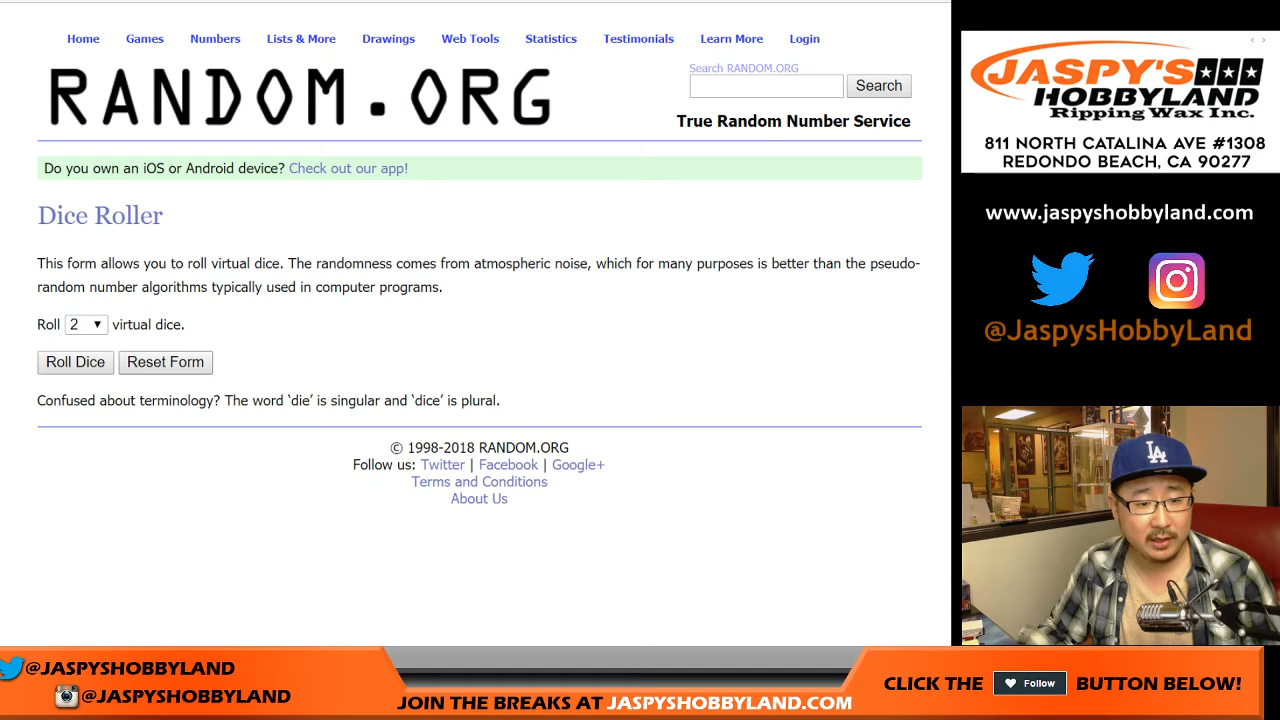 Home Games Numbers Lists & More Drawings Web Tools Statistics Testimonials Learn More Login
RANDOM.ORG
Search RANDOM.ORG
Search
True Random Number Service
Do you own an iOS or Android device? Check out our app!
Dice Roller
This form allows you to roll virtual dice. The randomness comes from atmospheric noise, which for many purposes is better than the pseudo-
random number algorithms typically used in computer programs.
Roll 2 virtual dice.
Roll Dice Reset Form
Confused about terminology? The word ‘die’ is singular and ‘dice’ is plural.
© 1998-2018 RANDOM.ORG
Follow us: Twitter | Facebook | Google+
Terms and Conditions
About Us
JASPY'S
HOBBYLAND
Ripping Wax Inc.
811 NORTH CATALINA AVE #1308
REDONDO BEACH, CA 90277
www.jaspyshobbyland.com
@JaspysHobbyLand
LA
@JASPYSHOBBYLAND
@JASPYSHOBBYLAND
JOIN THE BREAKS AT JASPYSHOBBYLAND.COM
CLICK THE Follow BUTTON BELOW!